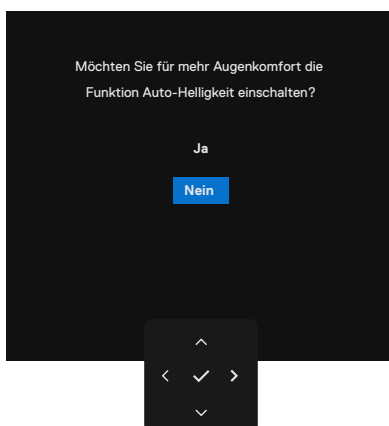 Möchten Sie für mehr Augenkomfort die
Funktion Auto-Helligkeit einschalten?
Ja
Nein